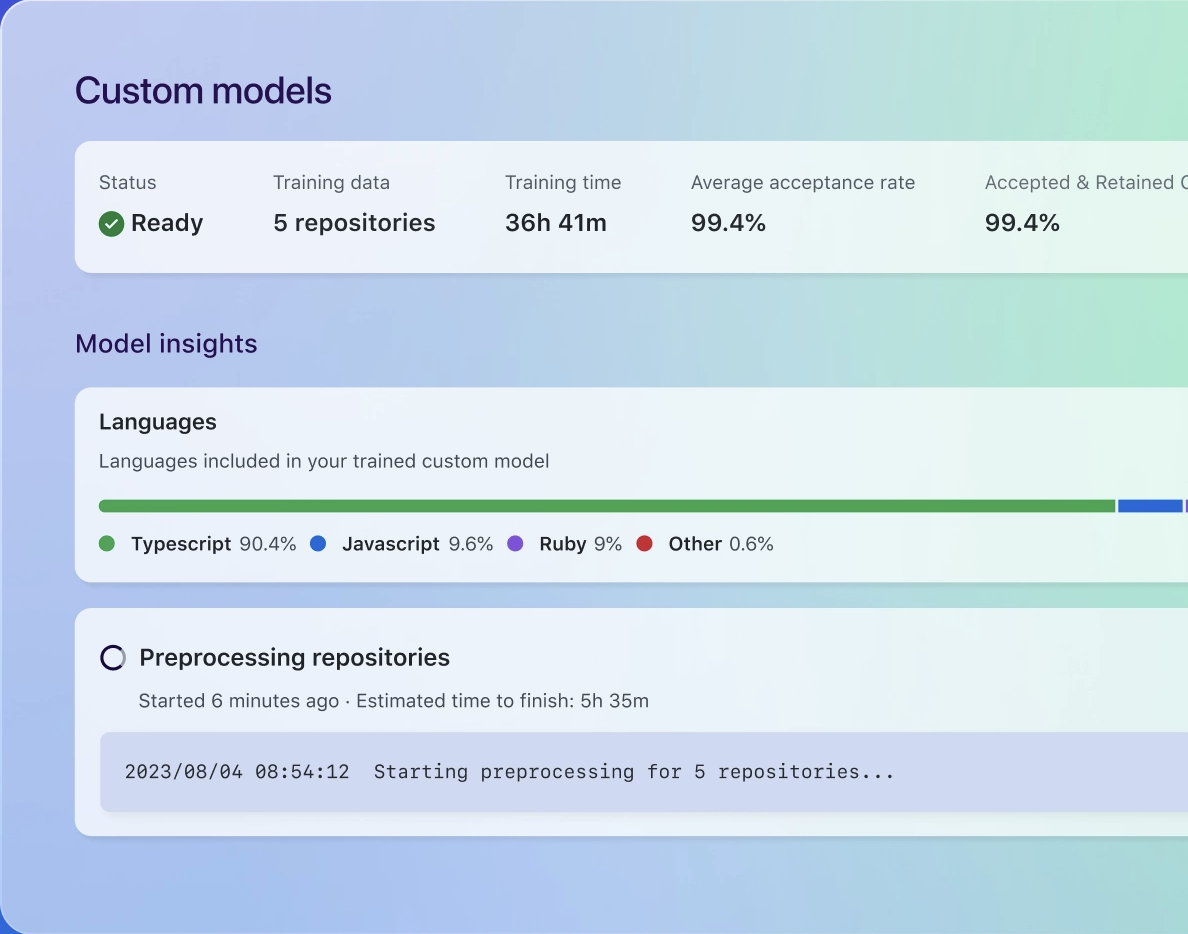 Custom models
Status Training data Training time Average acceptance rate Accepted & Retained
Ready 5 repositories 36h 41m 99.4% 99.4%
Model insights
Languages
Languages included in your trained custom model
Typescript 90.4% Javascript 9.6% Ruby 9% Other 0.6%
Preprocessing repositories
Started 6 minutes ago · Estimated time to finish: 5h 35m
2023/08/04 08:54:12 Starting preprocessing for 5 repositories...